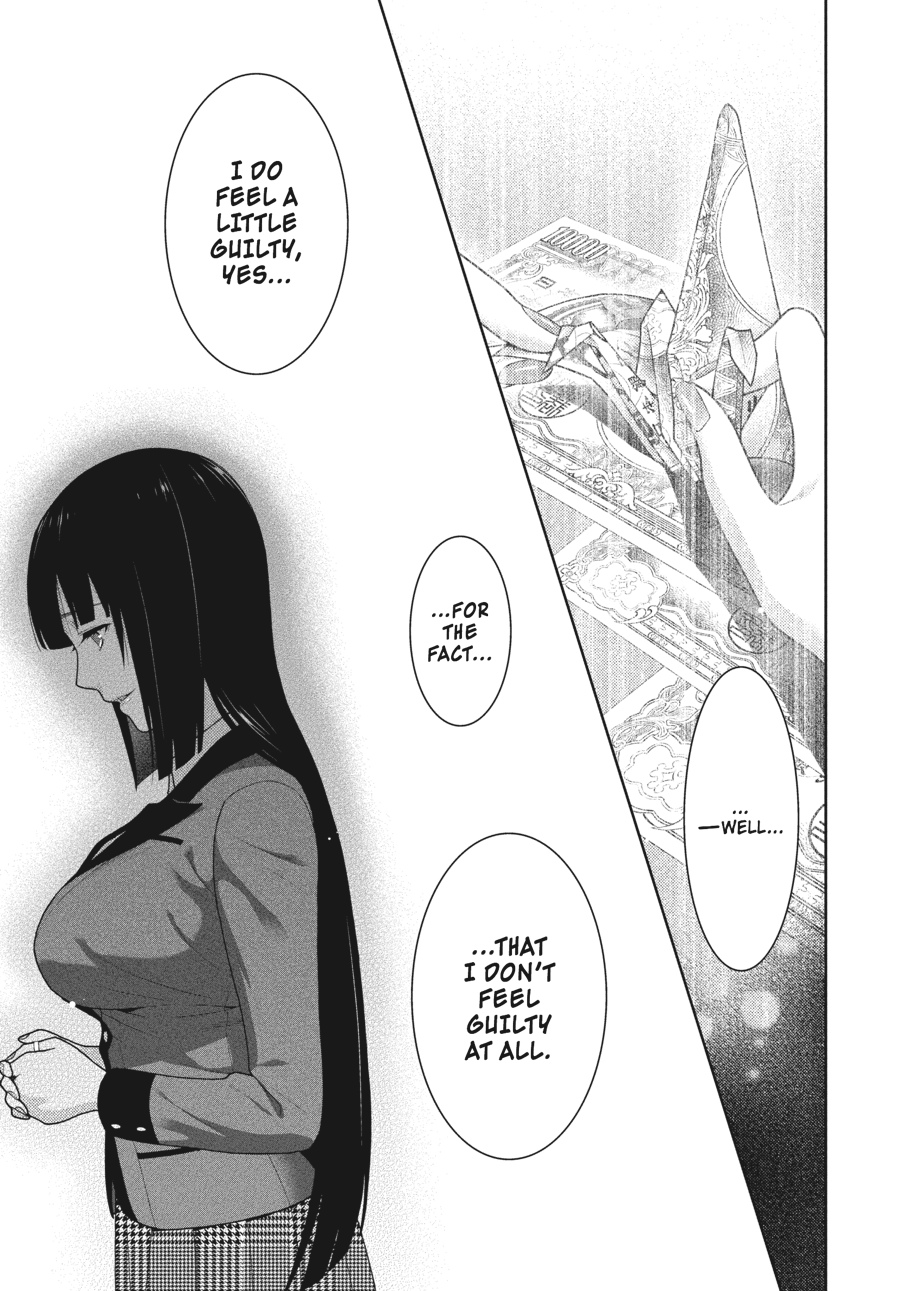 ...
—WELL...
I DO
FEEL A
LITTLE
GUILTY,
YES...
...FOR
THE
FACT...
...THAT
I DON'T
FEEL
GUILTY
AT ALL.